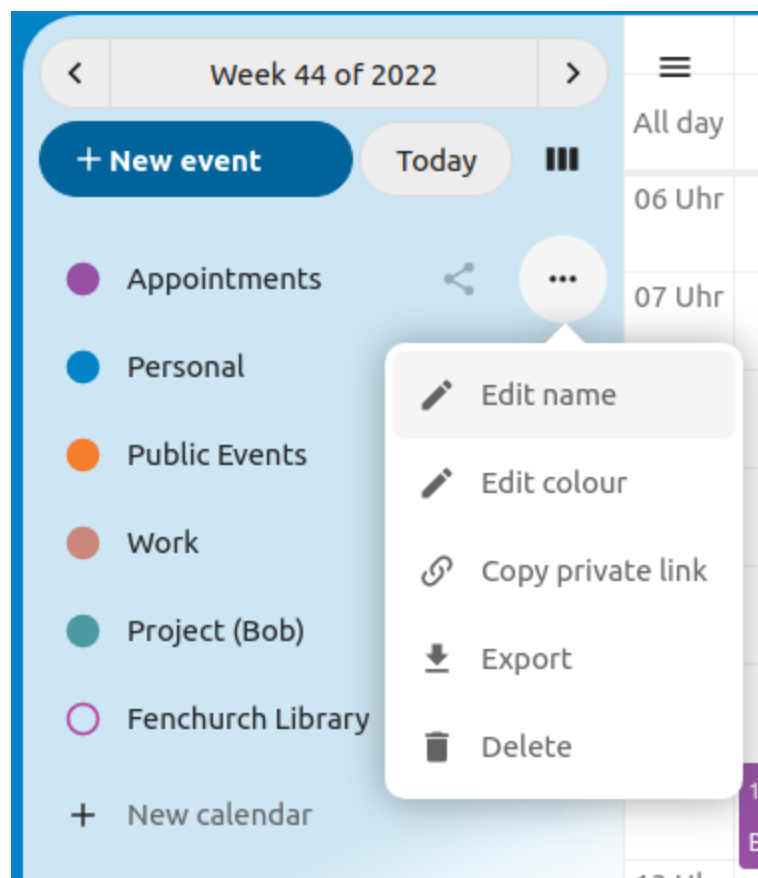 Week 44 of 2022
All day
+ New event
Today
06 Uhr
Appointments
07 Uhr
Personal
Edit name
Public Events
Edit colour
Work
Copy private link
Project (Bob)
Export
Fenchurch Library
Delete
+ New calendar